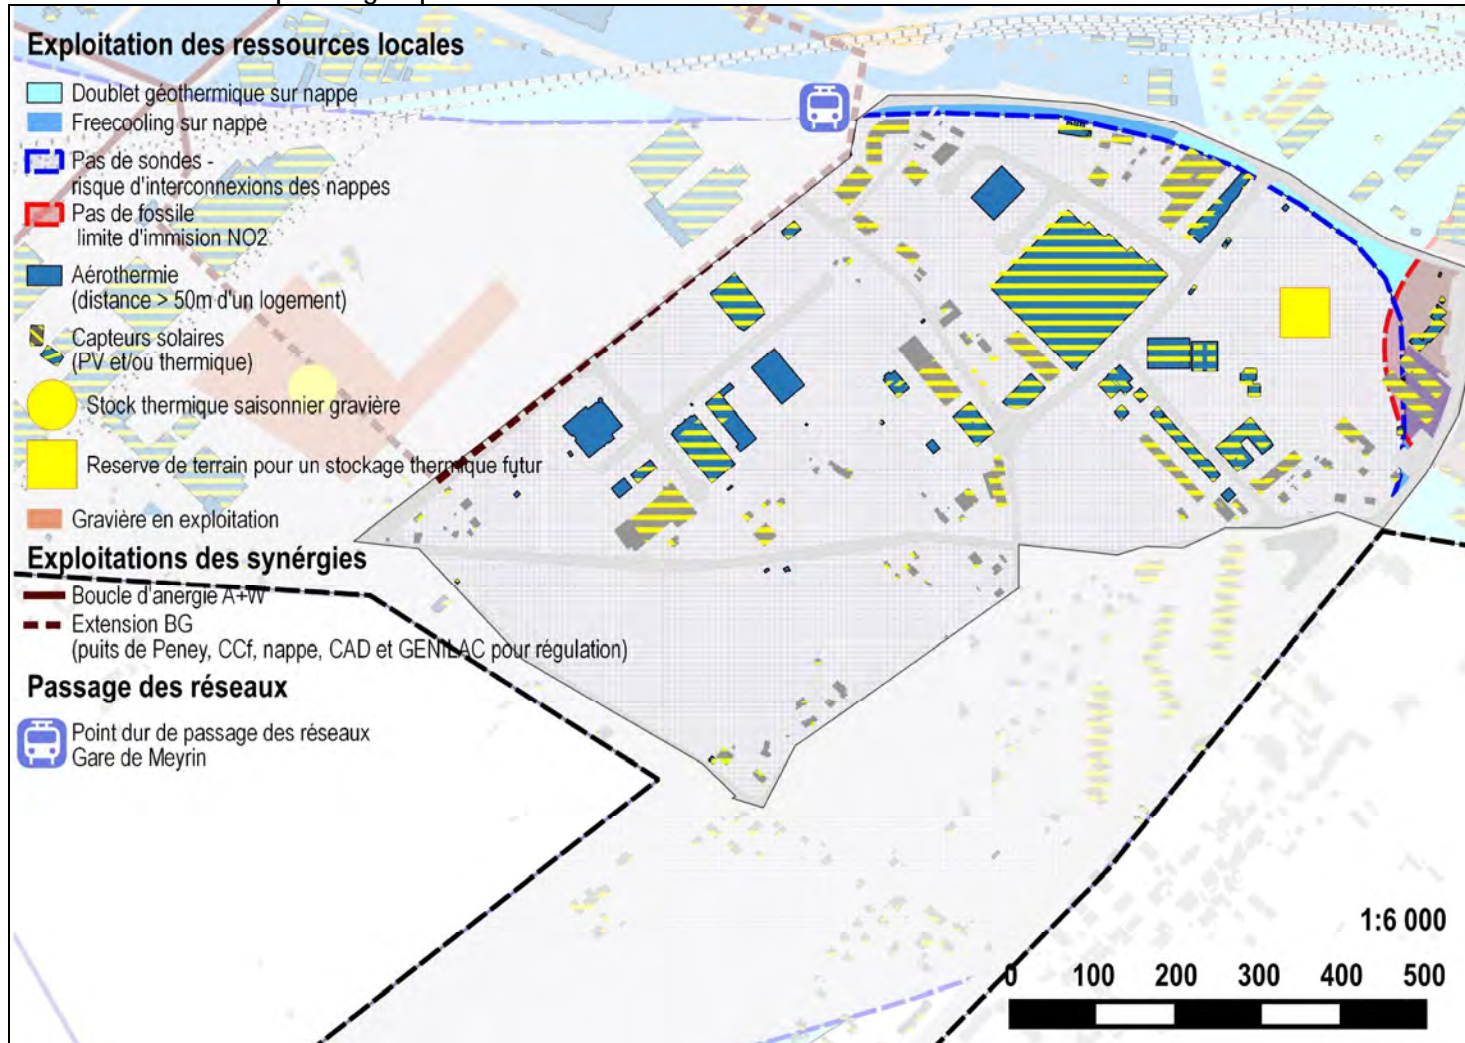 Exploitation des ressources locales
Doublet géothermique sur nappe
Freecooling sur nappe
Pas de sondes -
risque d'interconnexions des nappes
Pas de fossile
limite d'immision NO2
Aérothermie
(distance > 50m d'un logement)
Capteurs solaires
(PV et/ou thermique)
Stock thermique saisonnier gravière
Reserve de terrain pour un stockage thermique futur
Gravière en exploitation
Exploitations des synérgies
Boucle d'anergie A+W
Extension BG
(puits de Peney, CCf, nappe, CAD et GENILAC pour régulation)
Passage des réseaux
Point dur de passage des réseaux
Gare de Meyrin
1:6 000
0 100 200 300 400 500